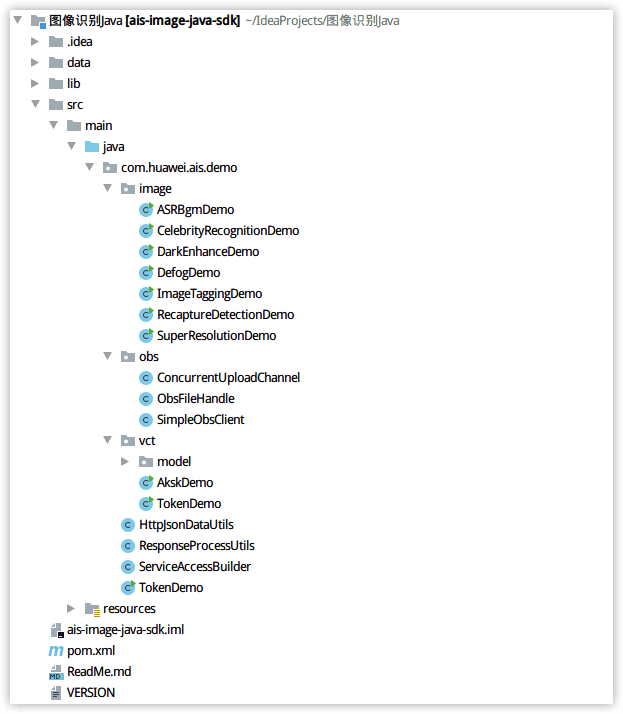 图像识别Java [ais-image-java-sdk] ~/IdeaProjects/图像识别Java
.idea
data
lib
src
main
java
com.huawei.ais.demo
image
ASRBgmDemo
CelebrityRecognitionDemo
DarkEnhanceDemo
DefogDemo
ImageTaggingDemo
RecaptureDetectionDemo
SuperResolutionDemo
obs
ConcurrentUploadChannel
ObsFileHandle
SimpleObsClient
vct
model
AkskDemo
TokenDemo
HttpJsonDataUtils
ResponseProcessUtils
ServiceAccessBuilder
TokenDemo
resources
ais-image-java-sdk.iml
pom.xml
ReadMe.md
VERSION